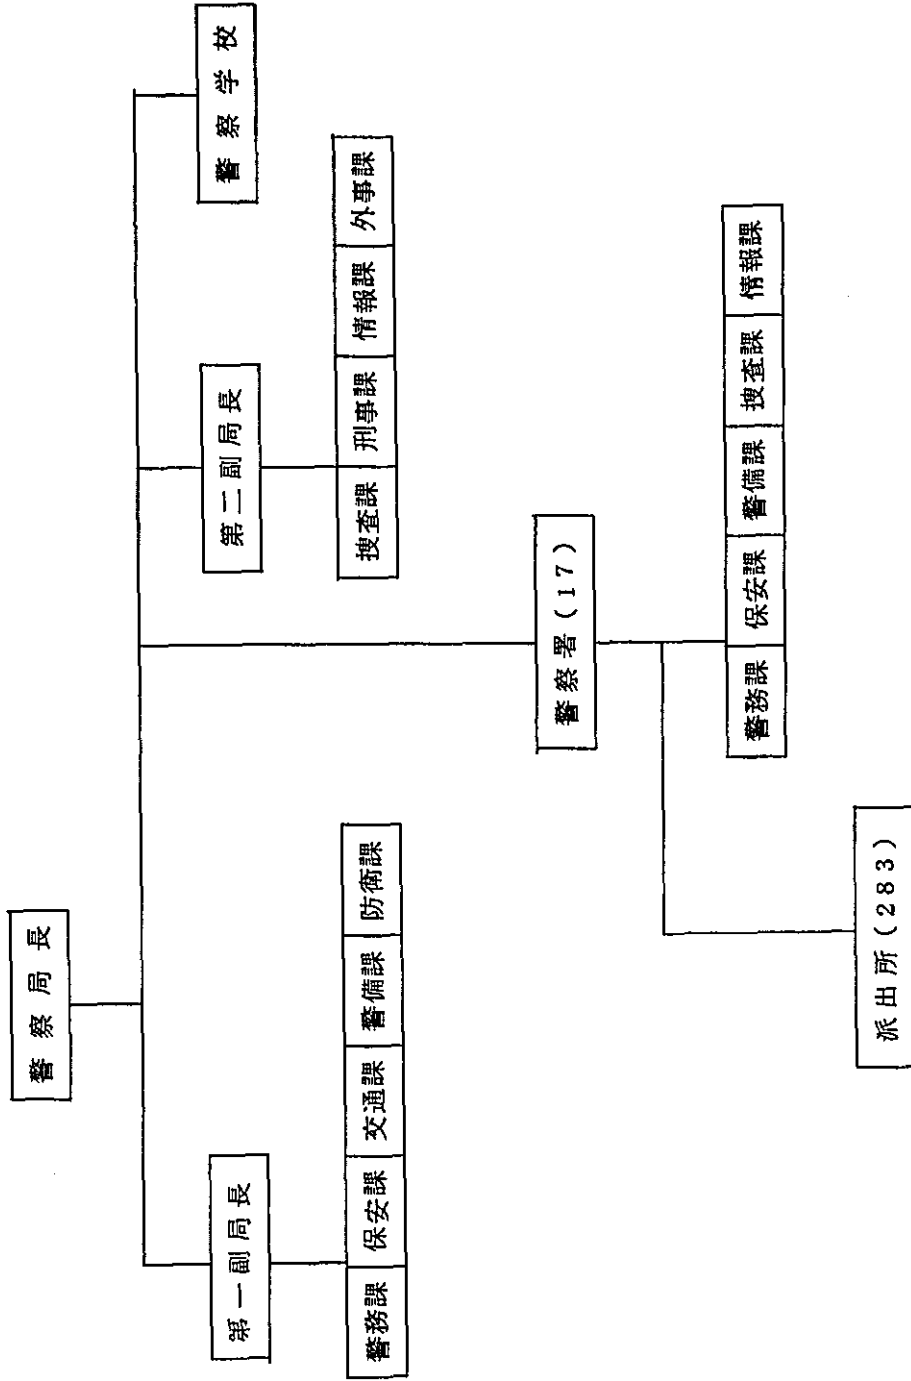 警察局長
第一副局長
第二副局長
警察学校
警務課 保安課 交通課 警備課 防衛課
捜査課 刑事課 情報課 外事課
警察署(17)
警務課 保安課 警備課 捜査課 情報課
派出所(283)